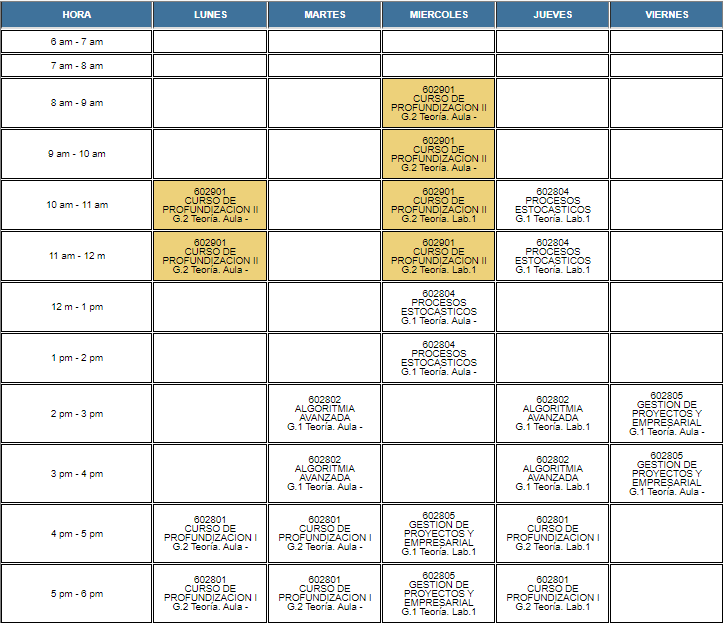 HORA LUNES MARTES MIERCOLES JUEVES VIERNES
6 am - 7 am
7 am - 8 am
8 am - 9 am
602901
CURSO DE
PROFUNDIZACION II
G.2 Teoría. Aula -
9 am - 10 am
602901
CURSO DE
PROFUNDIZACION II
G.2 Teoría. Aula -
10 am - 11 am
602901
CURSO DE
PROFUNDIZACION II
G.2 Teoría. Aula -
602901
CURSO DE
PROFUNDIZACION II
G.2 Teoría. Lab.1
602804
PROCESOS
ESTOCASTICOS
G.1 Teoría. Lab.1
11 am - 12 m
602901
CURSO DE
PROFUNDIZACION II
G.2 Teoría. Aula -
602901
CURSO DE
PROFUNDIZACION II
G.2 Teoría. Lab.1
602804
PROCESOS
ESTOCASTICOS
G.1 Teoría. Lab.1
12 m - 1 pm
602804
PROCESOS
ESTOCASTICOS
G.1 Teoría. Aula -
1 pm - 2 pm
602804
PROCESOS
ESTOCASTICOS
G.1 Teoría. Aula -
2 pm - 3 pm
602802
ALGORITMIA
AVANZADA
G.1 Teoría. Aula -
602802
ALGORITMIA
AVANZADA
G.1 Teoría. Lab.1
602805
GESTION DE
PROYECTOS Y
EMPRESARIAL
G.1 Teoría. Aula -
3 pm - 4 pm
602802
ALGORITMIA
AVANZADA
G.1 Teoría. Aula -
602802
ALGORITMIA
AVANZADA
G.1 Teoría. Lab.1
602805
GESTION DE
PROYECTOS Y
EMPRESARIAL
G.1 Teoría. Aula -
4 pm - 5 pm
602801
CURSO DE
PROFUNDIZACION I
G.2 Teoría. Aula -
602801
CURSO DE
PROFUNDIZACION I
G.2 Teoría. Aula -
602805
GESTION DE
PROYECTOS Y
EMPRESARIAL
G.1 Teoría. Lab.1
602801
CURSO DE
PROFUNDIZACION I
G.2 Teoría. Lab.1
5 pm - 6 pm
602801
CURSO DE
PROFUNDIZACION I
G.2 Teoría. Aula -
602801
CURSO DE
PROFUNDIZACION I
G.2 Teoría. Aula -
602805
GESTION DE
PROYECTOS Y
EMPRESARIAL
G.1 Teoría. Lab.1
602801
CURSO DE
PROFUNDIZACION I
G.2 Teoría. Lab.1